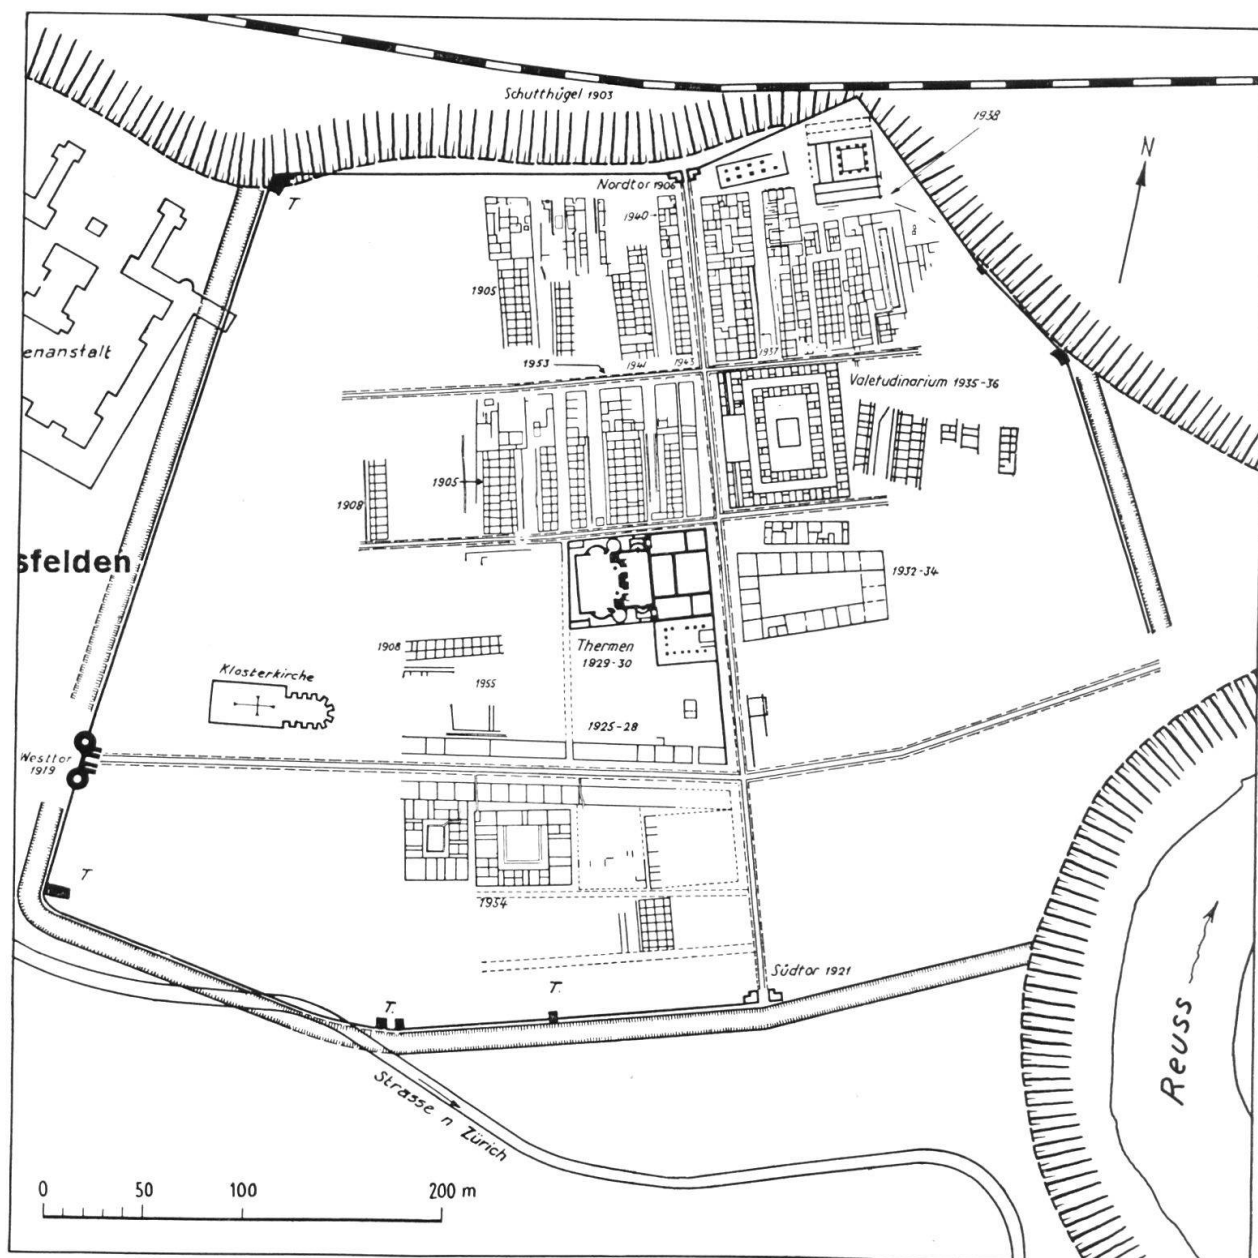 Schutthügel 1903
1938
N
Nordtor 1906
T
1940
1905
enanstalt
1953
1941
1943
1937
Valetudinarium 1935-36
1905
1908
sfelden
1932-34
Thermen
1929-30
1908
Klosterkirche
1955
1925-28
Westtor
1919
T
1954
Südtor 1921
T.
T.
Reuss
Strasse n Zürich
0 50 100 200 m